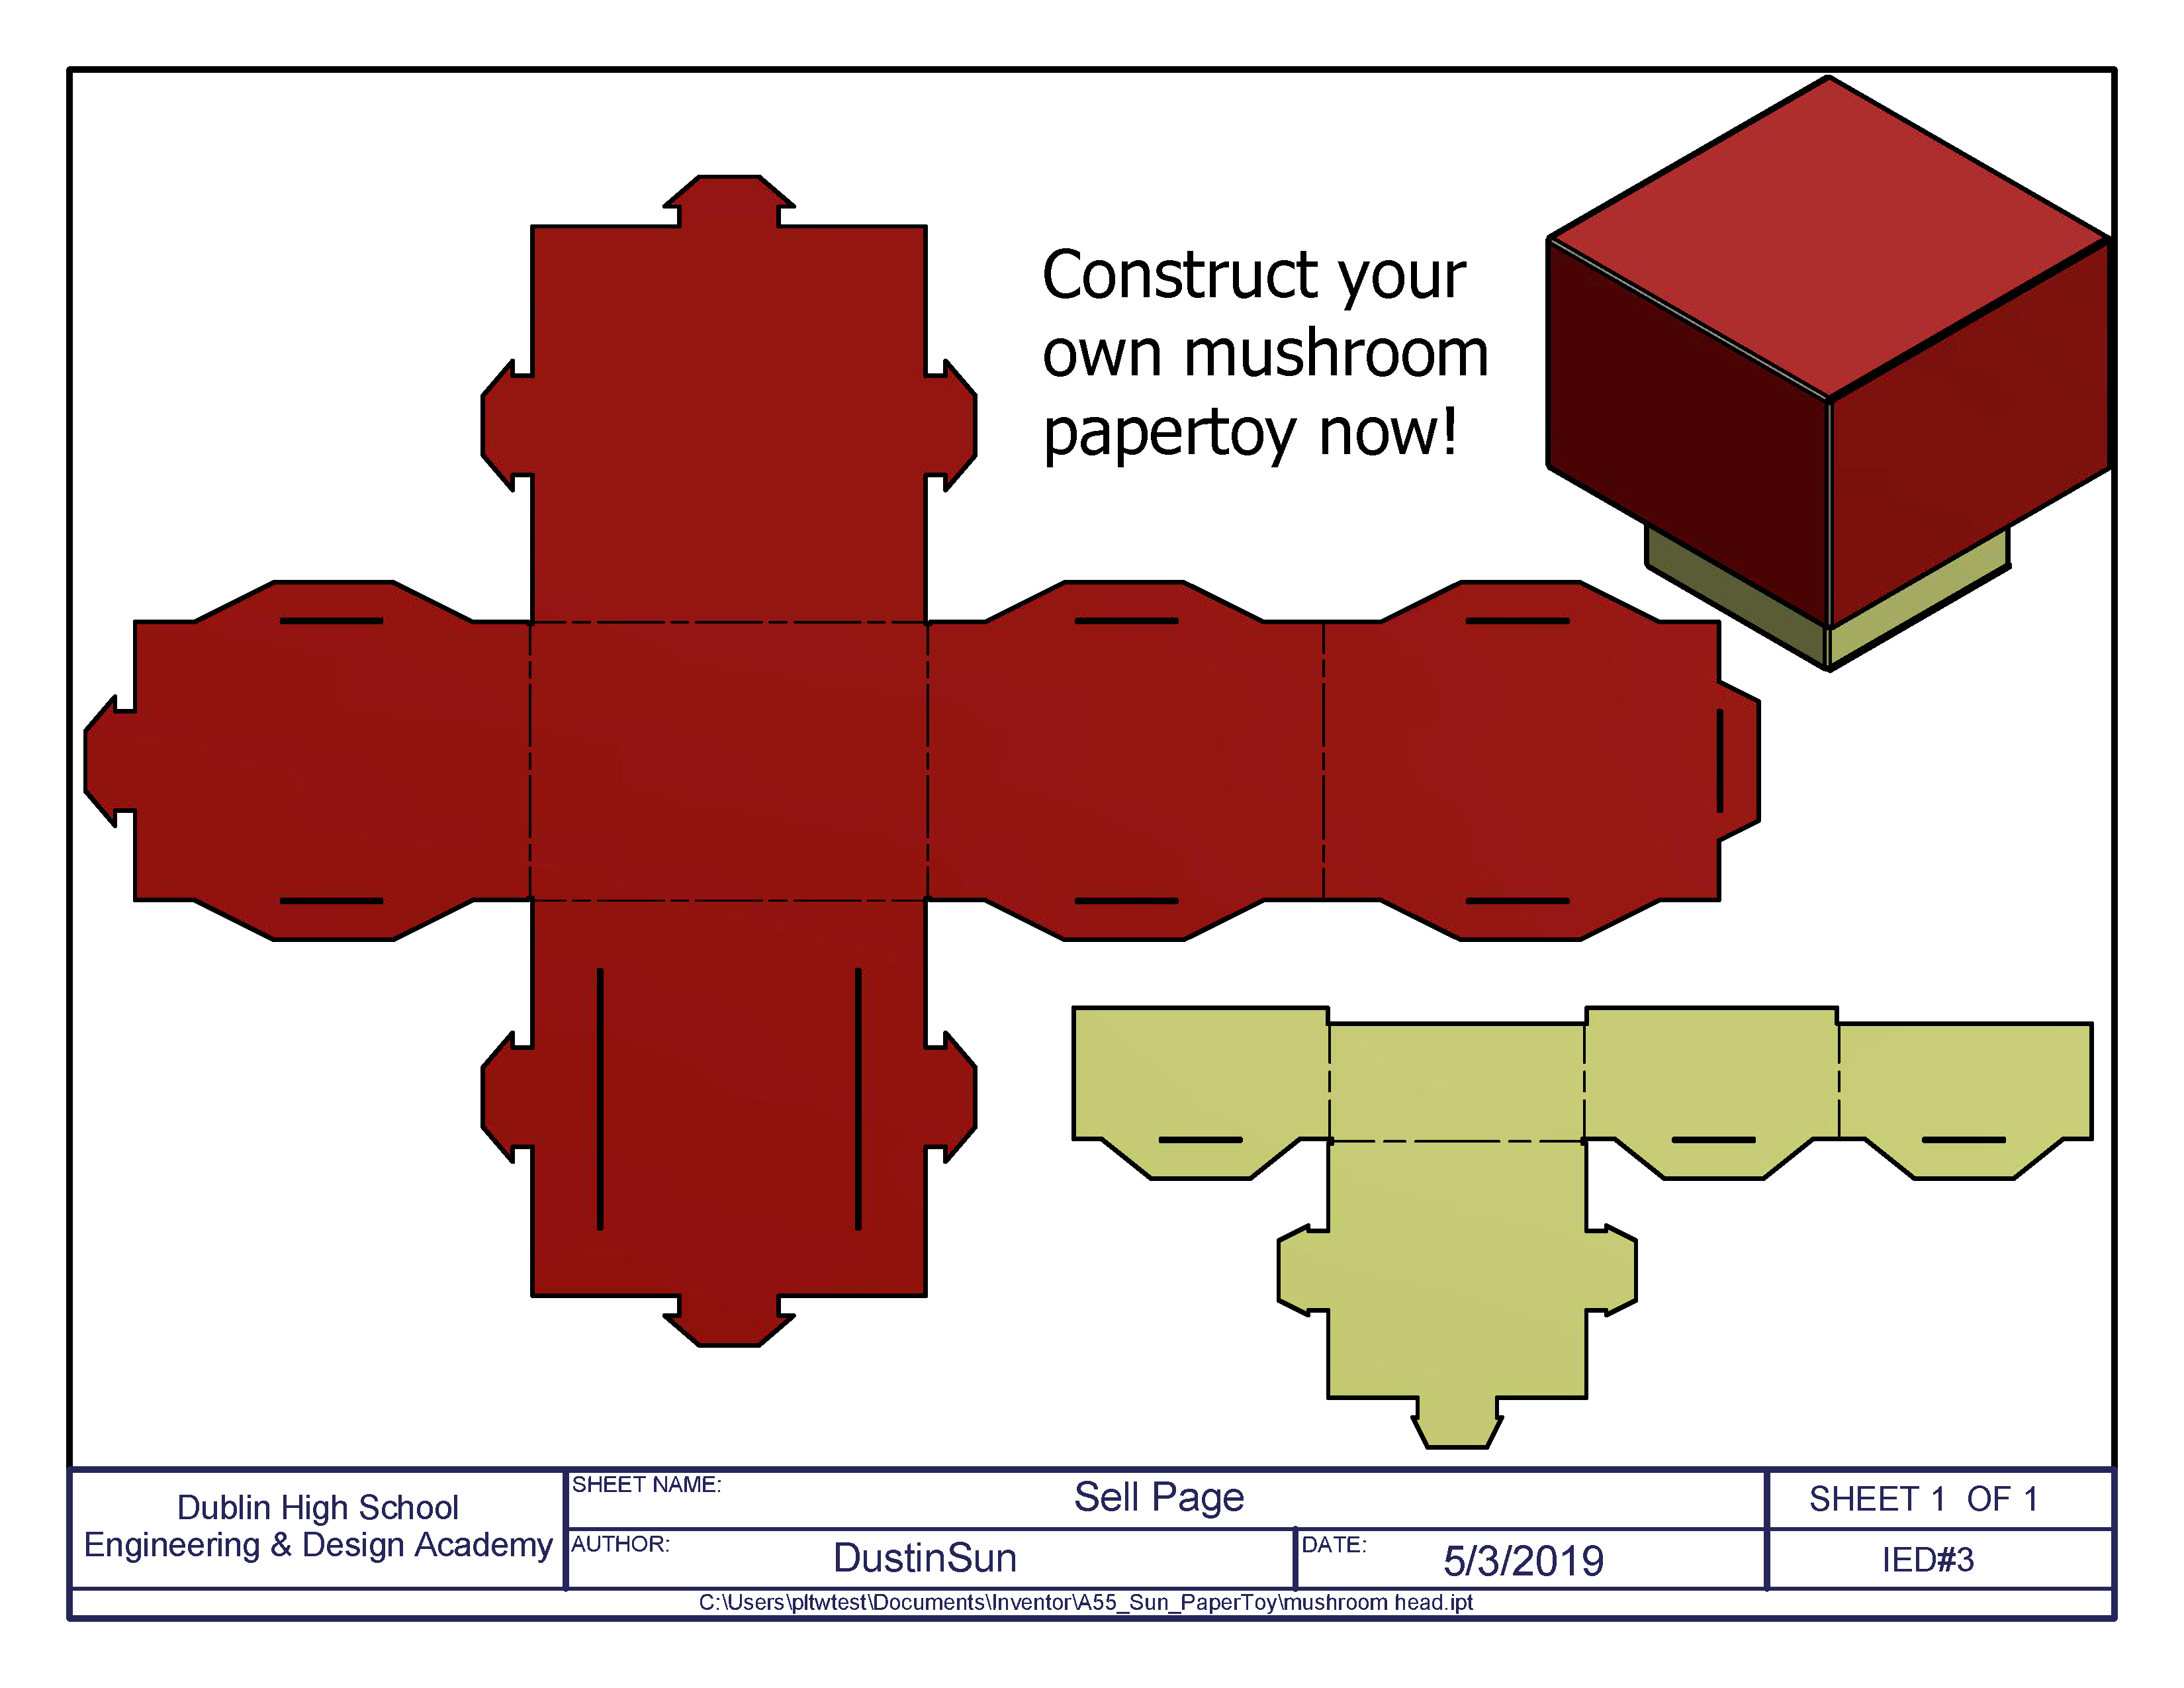 Construct your
own mushroom
papertoy now!
Dublin High School
Engineering & Design Academy
SHEET NAME:
Sell Page
SHEET 1 OF 1
AUTHOR:
DustinSun
DATE:
5/3/2019
IED#3
C:\Users\pltwtest\Documents\Inventor\A55_Sun_PaperToy\mushroom head.ipt